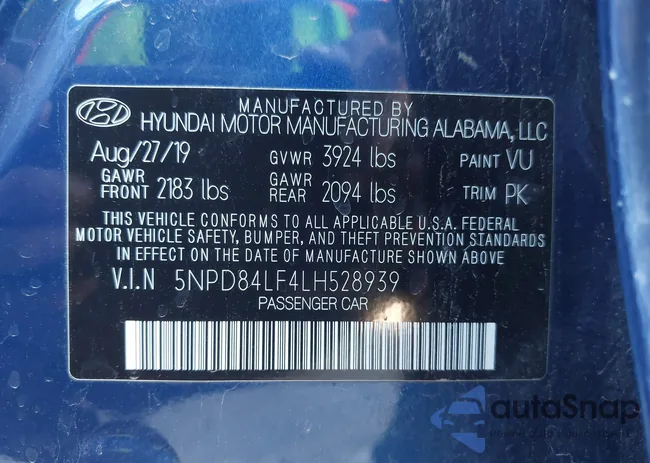 MANUFACTURED BY
HYUNDAI MOTOR MANUFACTURING ALABAMA, LLC
Aug/27/19 GVWR 3924 lbs PAINT VU
GAWR FRONT 2183 lbs GAWR REAR 2094 lbs TRIM PK
THIS VEHICLE CONFORMS TO ALL APPLICABLE U.S.A. FEDERAL
MOTOR VEHICLE SAFETY, BUMPER, AND THEFT PREVENTION STANDARDS
IN EFFECT ON THE DATE OF MANUFACTURE SHOWN ABOVE.
V.I.N 5NPD84LF4LH528939
PASSENGER CAR
autoSnap